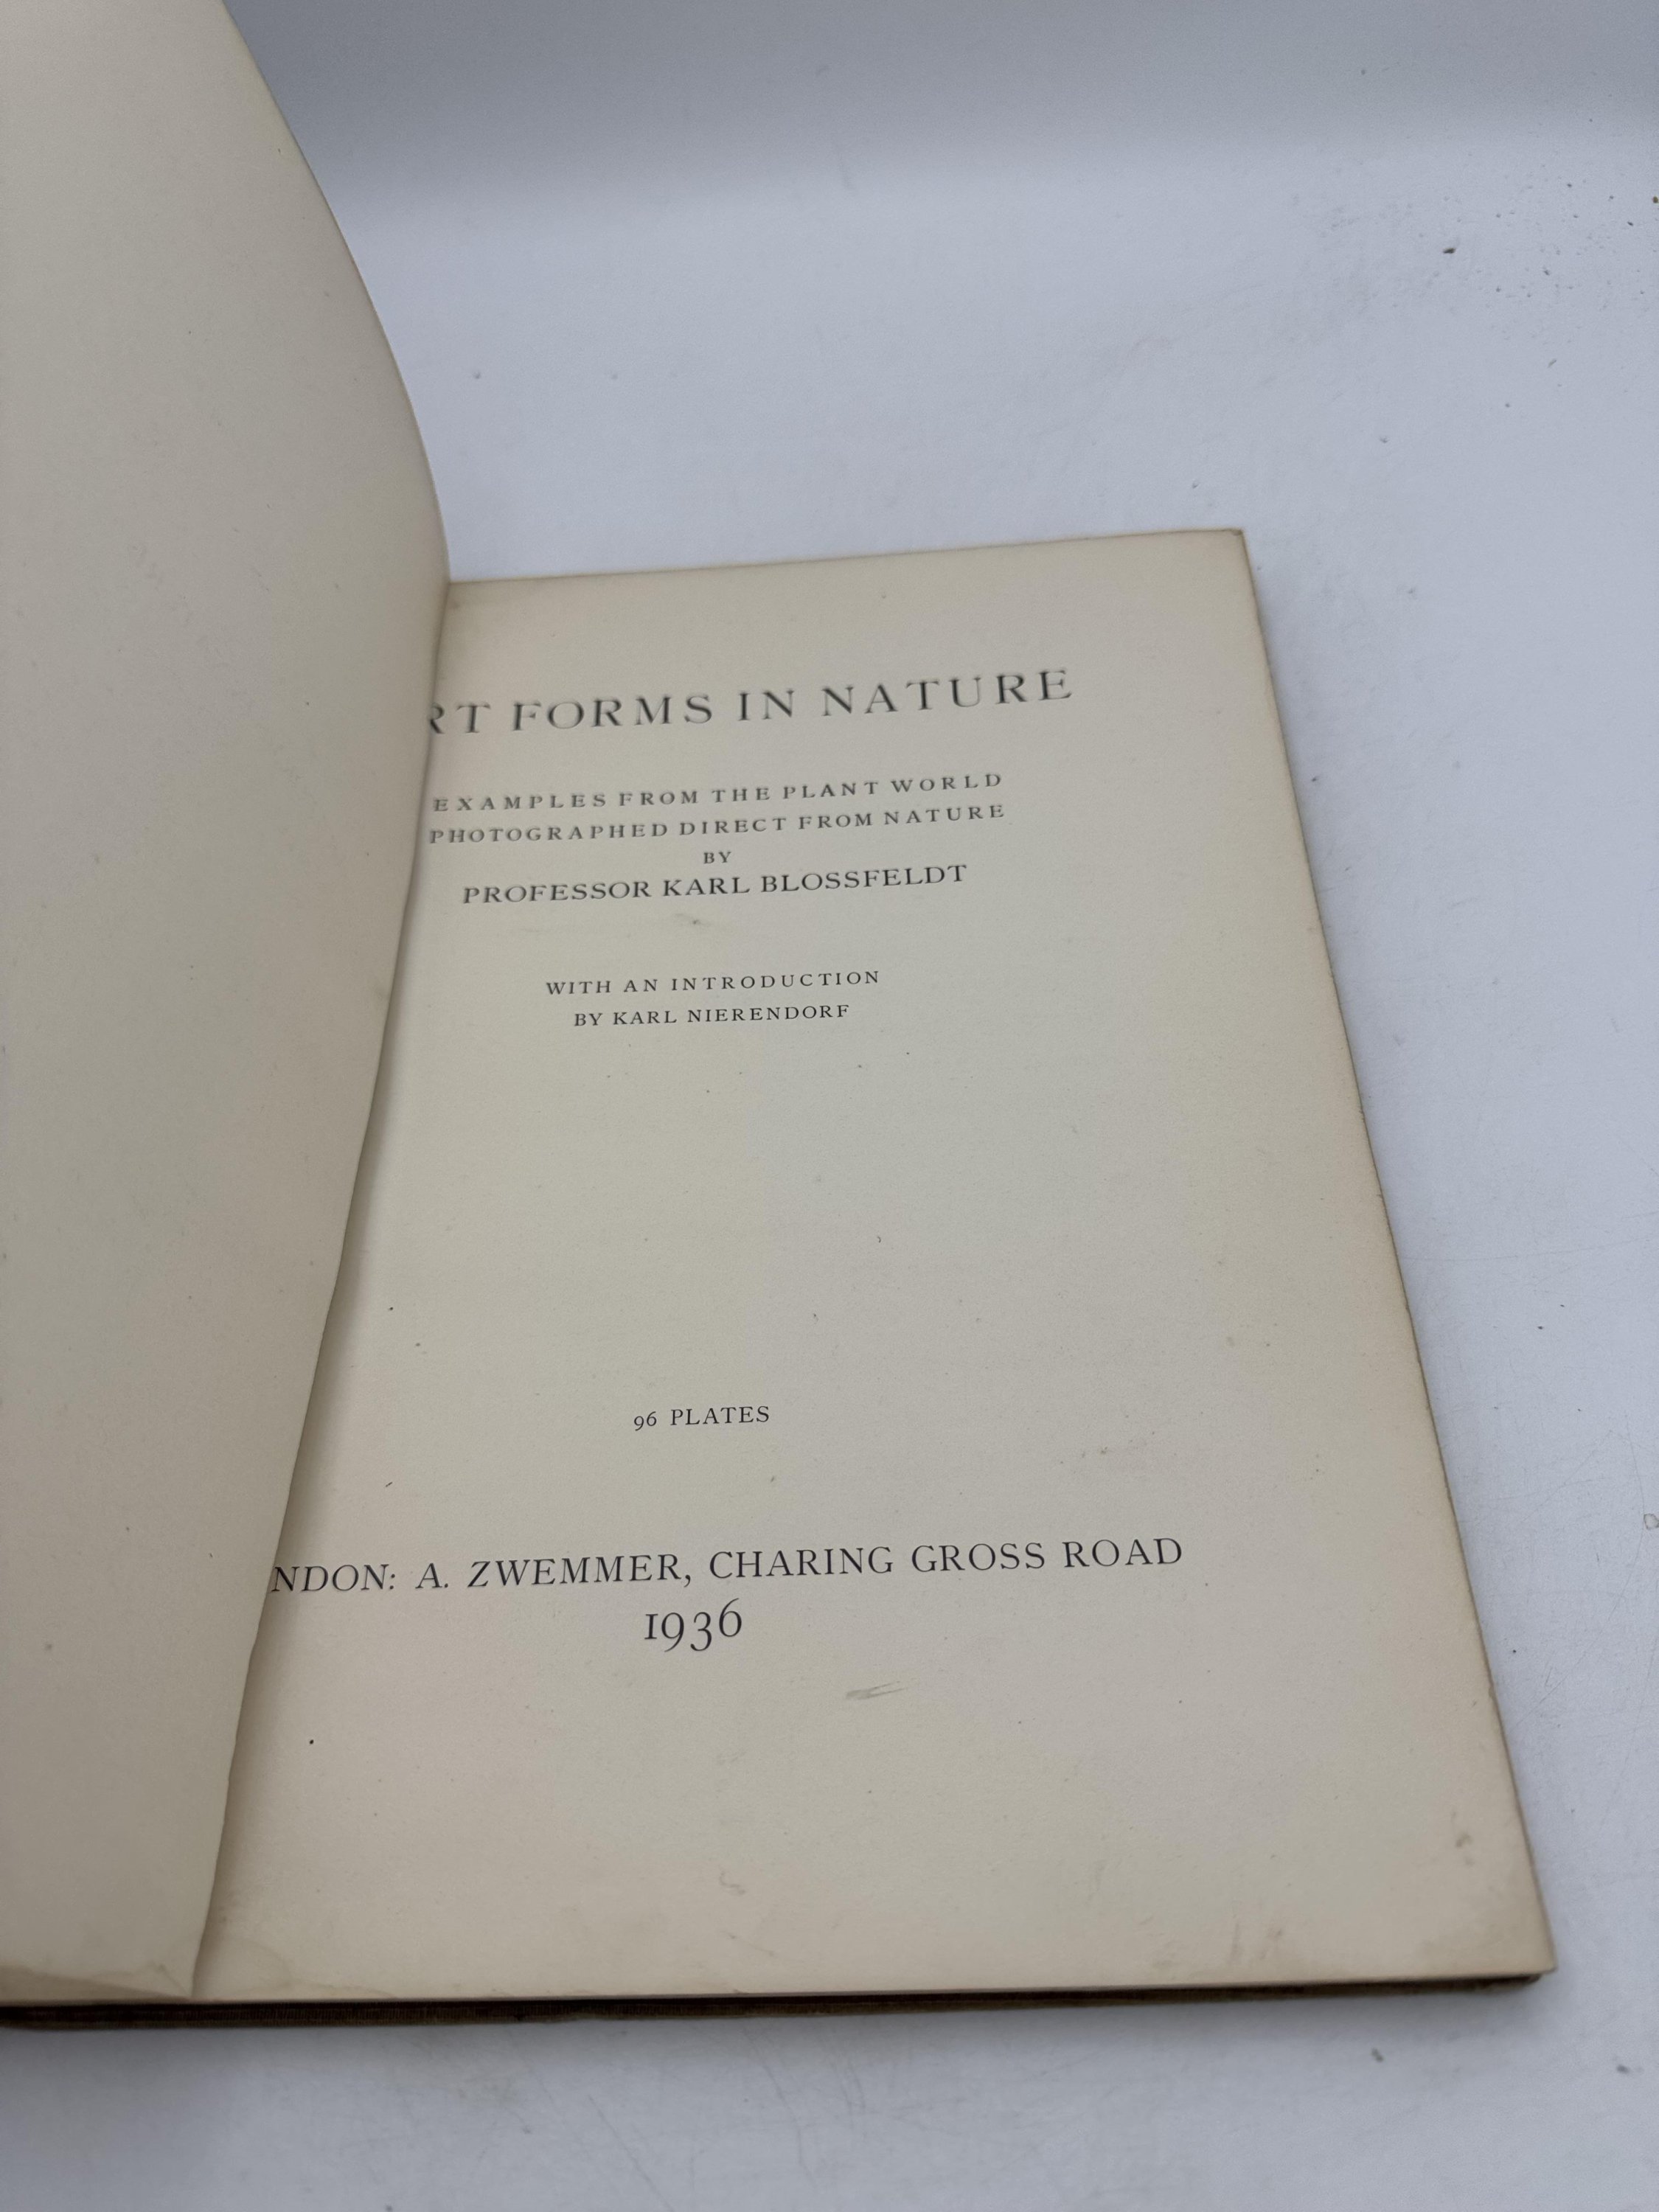 RT FORMS IN NATURE
EXAMPLES FROM THE PLANT WORLD
PHOTOGRAPHED DIRECT FROM NATURE
BY
PROFESSOR KARL BLOSSFELDT
WITH AN INTRODUCTION
BY KARL NIERENDORF
96 PLATES
NDON: A. ZWEMMER, CHARING GROSS ROAD
1936